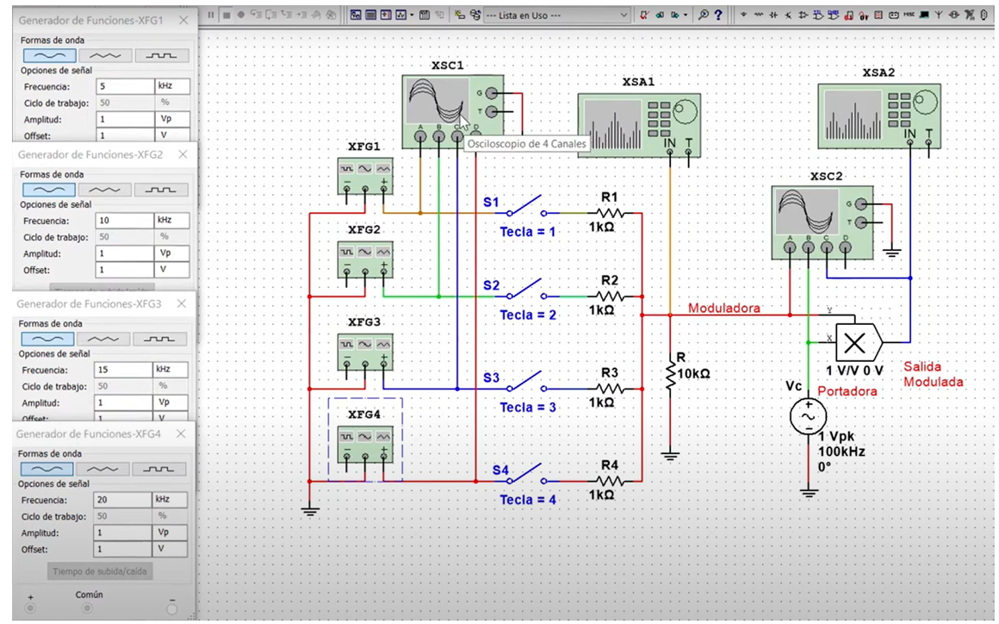 Generador de Funciones-XFG1
Formas de onda
Opciones de señal
Frecuencia: 5 kHz
Ciclo de trabajo: 50 %
Amplitud: 1 Vp
Offset: 1 V
Generador de Funciones-XFG2
Formas de onda
Opciones de señal
Frecuencia: 10 kHz
Ciclo de trabajo: 50 %
Amplitud: 1 Vp
Offset: 1 V
Tiempo de subida/caída
Generador de Funciones-XFG3
Formas de onda
Opciones de señal
Frecuencia: 15 kHz
Ciclo de trabajo: 50 %
Amplitud: 1 Vp
Offset: 1 V
Generador de Funciones-XFG4
Formas de onda
Opciones de señal
Frecuencia: 20 kHz
Ciclo de trabajo: 50 %
Amplitud: 1 Vp
Offset: 1 V
Tiempo de subida/caída
+ Común −
--- Lista en Uso ---
XSC1
G
T
A B C D
Osciloscopio de 4 Canales
XSA1
IN T
XSA2
IN T
XSC2
G
T
A B C D
XFG1
S1
Tecla = 1
R1
1kΩ
XFG2
S2
Tecla = 2
R2
1kΩ
XFG3
S3
Tecla = 3
R3
1kΩ
XFG4
S4
Tecla = 4
R4
1kΩ
Moduladora
R
10kΩ
Y
X
1 V/V 0 V
Salida
Modulada
Vc
Portadora
1 Vpk
100kHz
0°